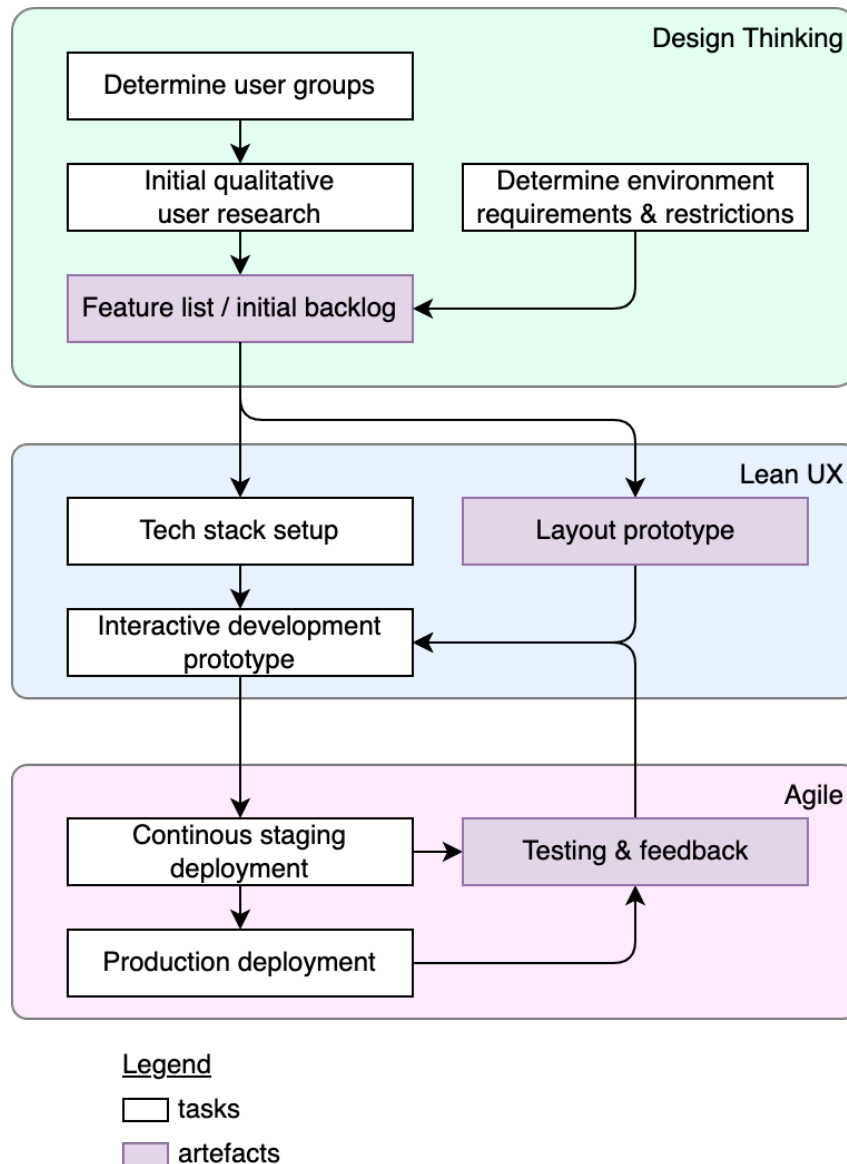 Design Thinking
Determine user groups
Initial qualitative
user research
Determine environment
requirements & restrictions
Feature list / initial backlog
Lean UX
Tech stack setup
Layout prototype
Interactive development
prototype
Agile
Continous staging
deployment
Testing & feedback
Production deployment
Legend
tasks
artefacts